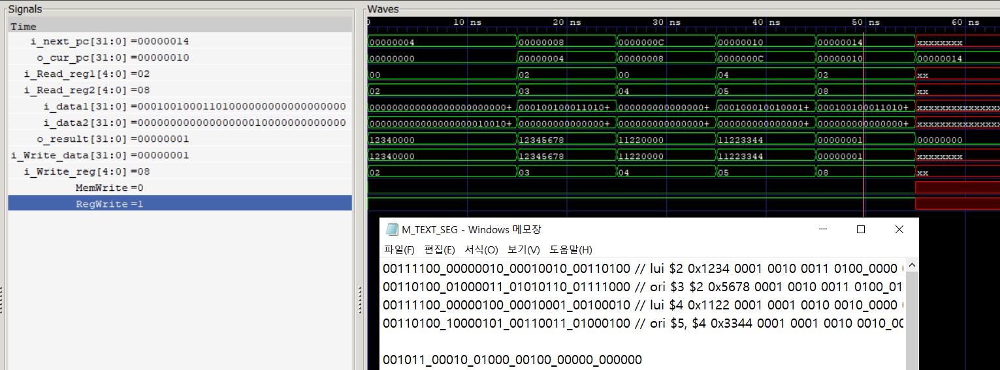 Signals
Waves
Time
0 10 ns 20 ns 30 ns 40 ns 50 ns 60 ns
i_next_pc[31:0] =00000014 00000004 00000008 0000000C 00000010 00000014 xxxxxxxx
o_cur_pc[31:0] =00000010 00000000 00000004 00000008 0000000C 00000010 00000014
i_Read_reg1[4:0] =02 00 02 00 04 02 xx
i_Read_reg2[4:0] =08 02 03 04 05 08 xx
i_data1[31:0] =00010010001101000000000000000000 0000000000000000000000000+ 000100100011010+ 000000000000000+ 000100010010001+ 000100100011010+ xxxxxxxxxxxxxxx
i_data2[31:0] =00000000000000000001000000000000 0000000000000000000010010+ 000000000000000+ 000000000000000+ 000000000000000+ 000000000000000+ xxxxxxxxxxxxxxx
o_result[31:0] =00000001 12340000 12345678 11220000 11223344 00000001 00000000
i_Write_data[31:0] =00000001 12340000 12345678 11220000 11223344 00000001 xxxxxxxx
i_Write_reg[4:0] =08 02 03 04 05 08 xx
MemWrite =0
RegWrite =1
M_TEXT_SEG - Windows 메모장
파일(F) 편집(E) 서식(O) 보기(V) 도움말(H)
00111100_00000010_00010010_00110100 // lui $2 0x1234 0001 0010 0011 0100_0000
00110100_01000011_01010110_01111000 // ori $3 $2 0x5678 0001 0010 0011 0100_01
00111100_00000100_00010001_00100010 // lui $4 0x1122 0001 0001 0010 0010_0000
00110100_10000101_00110011_01000100 // ori $5, $4 0x3344 0001 0001 0010 0010_00
001011_00010_01000_00100_00000_000000